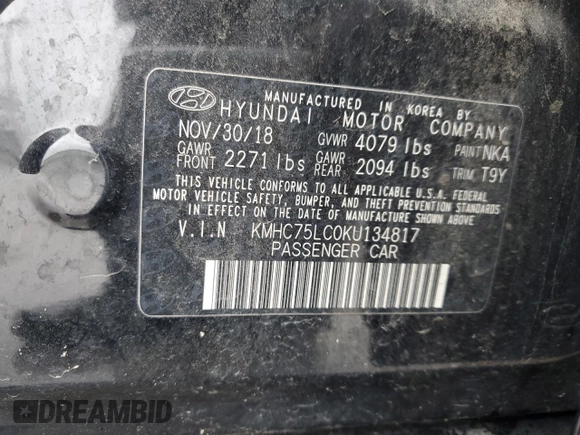 MANUFACTURED IN KOREA BY
HYUNDAI MOTOR COMPANY
NOV/30/18 GVWR 4079 lbs PAINT NKA
GAWR FRONT 2271 lbs GAWR REAR 2094 lbs TRIM T9Y
THIS VEHICLE CONFORMS TO ALL APPLICABLE U.S.A. FEDERAL
MOTOR VEHICLE SAFETY, BUMPER, AND THEFT PREVENTION STANDARDS
IN EFFECT ON THE DATE OF MANUFACTURE SHOWN ABOVE
V.I.N KMHC75LC0KU134817
PASSENGER CAR
DREAMBID